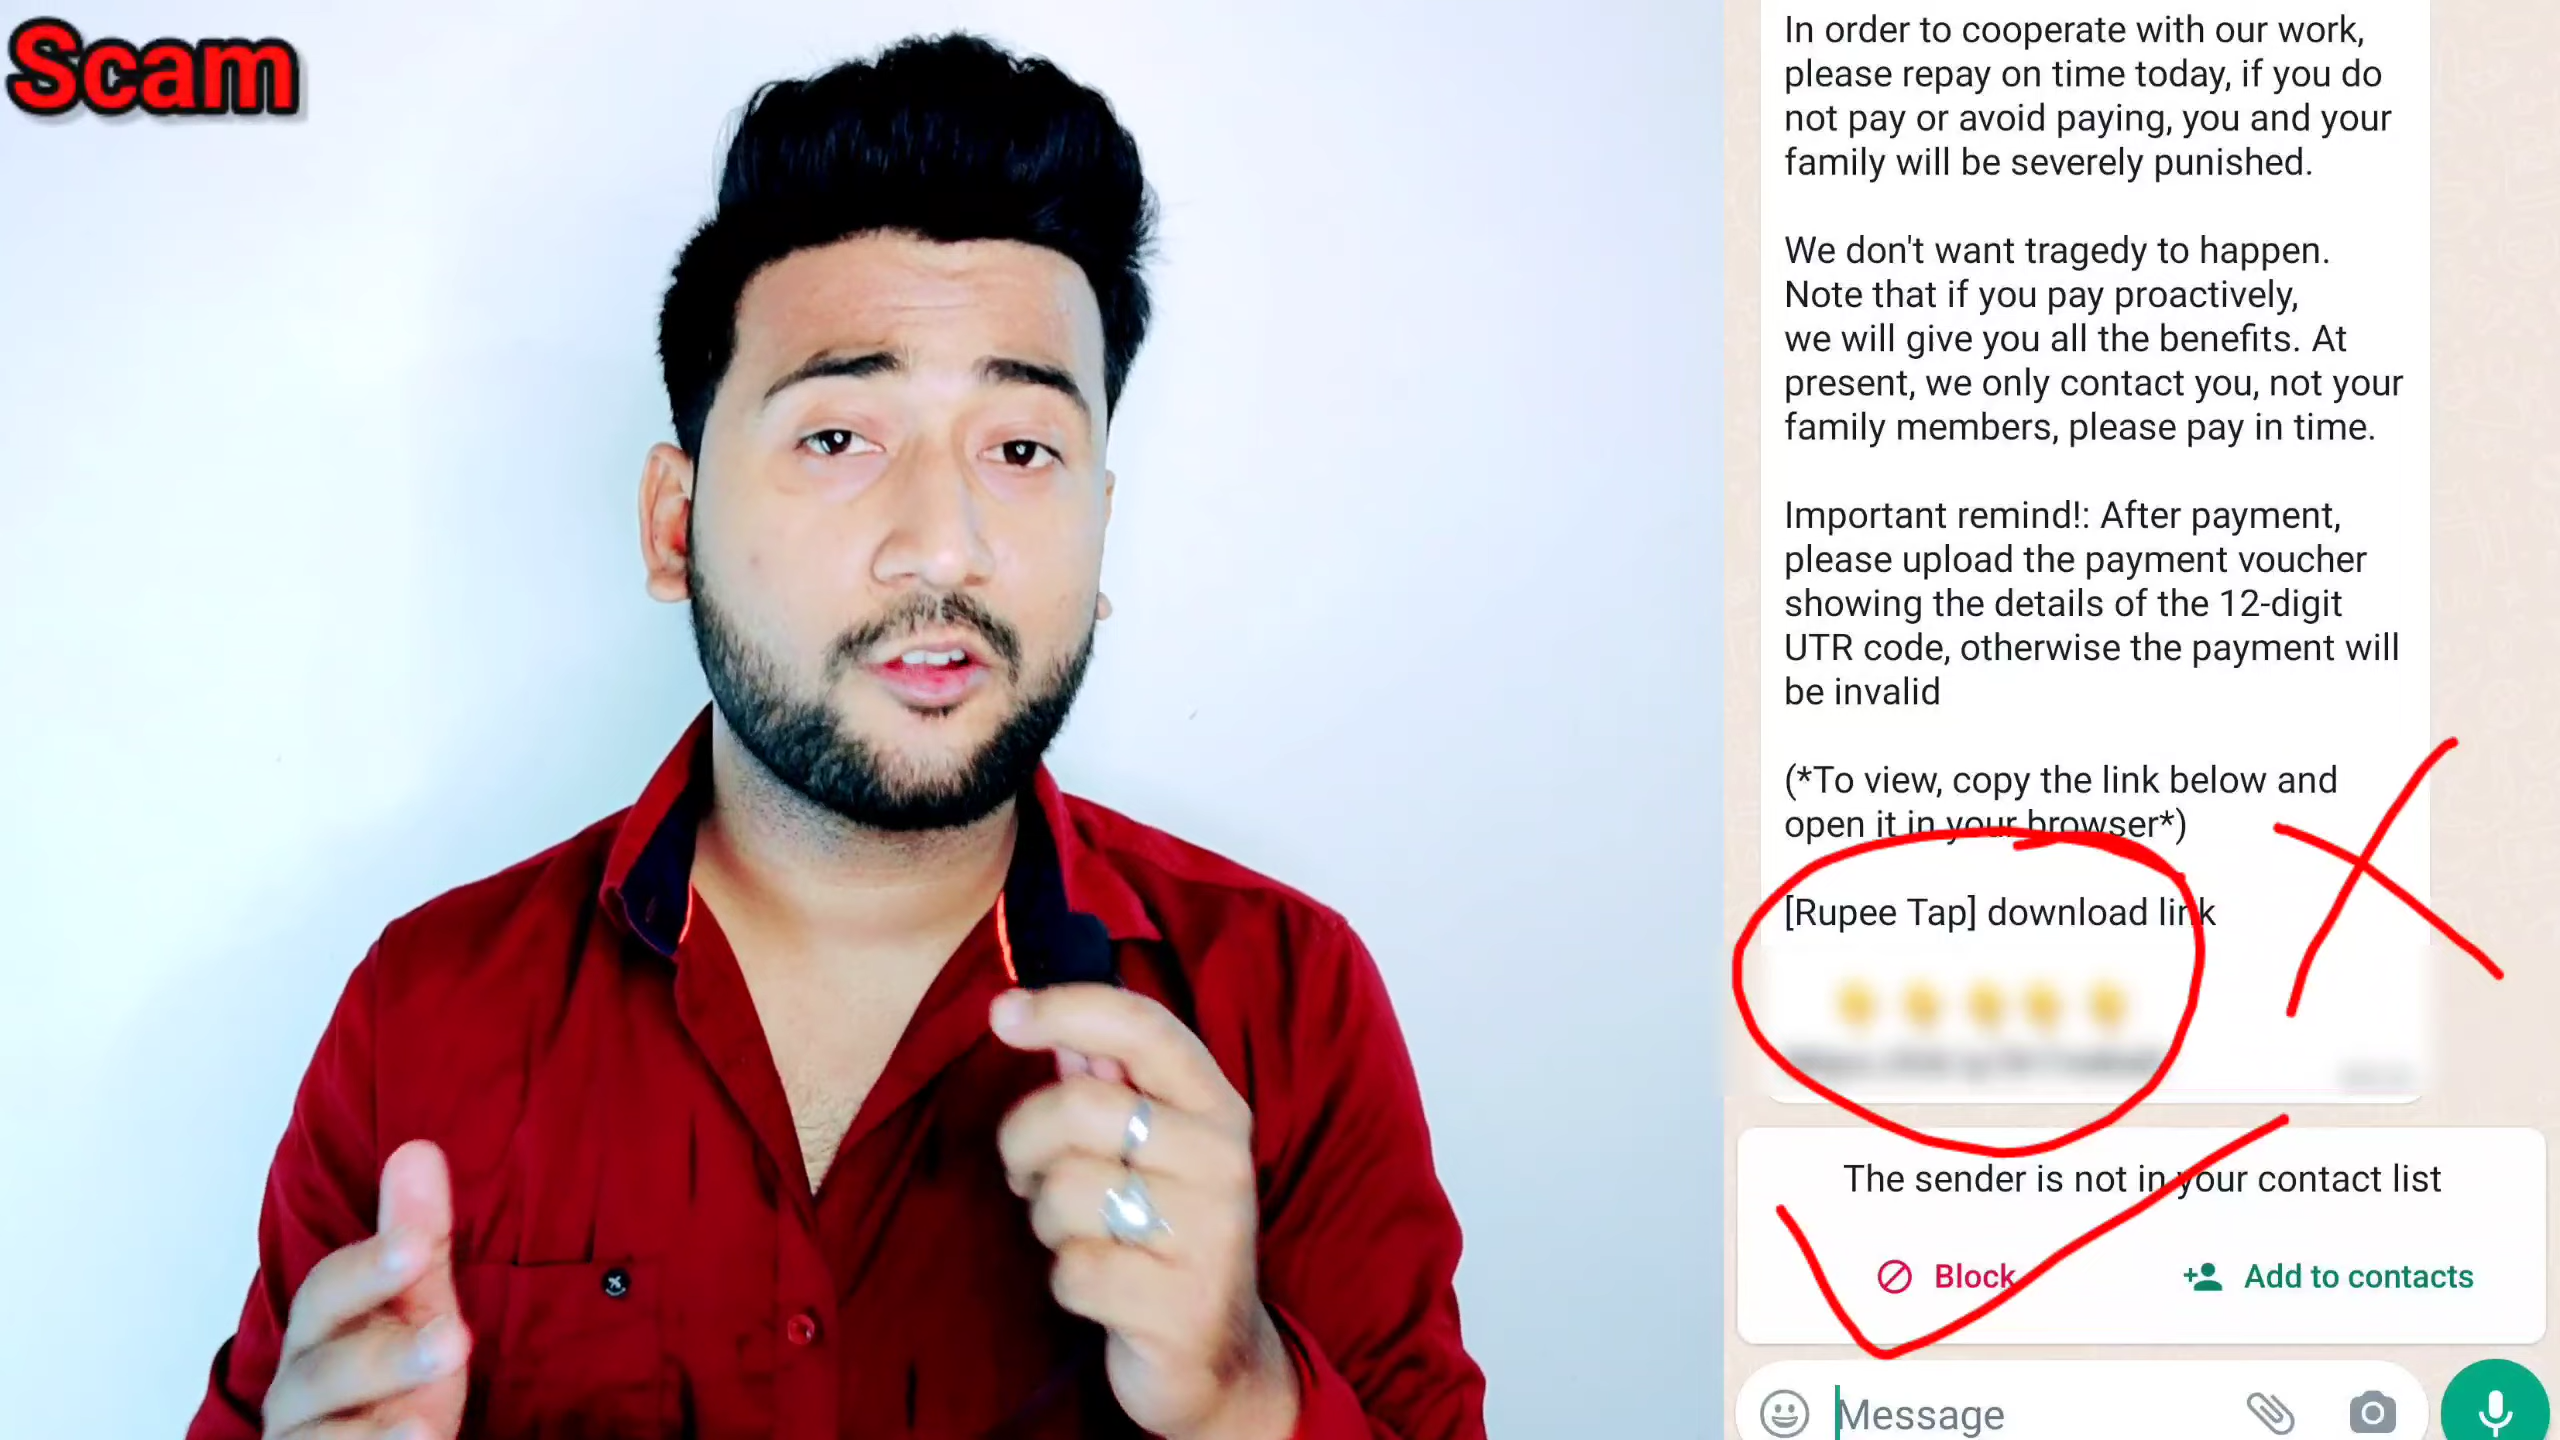 Scam
In order to cooperate with our work,
please repay on time today, if you do
not pay or avoid paying, you and your
family will be severely punished.
We don't want tragedy to happen.
Note that if you pay proactively,
we will give you all the benefits. At
present, we only contact you, not your
family members, please pay in time.
Important remind!: After payment,
please upload the payment voucher
showing the details of the 12-digit
UTR code, otherwise the payment will
be invalid
(*To view, copy the link below and
open it in your browser*)
[Rupee Tap] download link
The sender is not in your contact list
Block
Add to contacts
Message